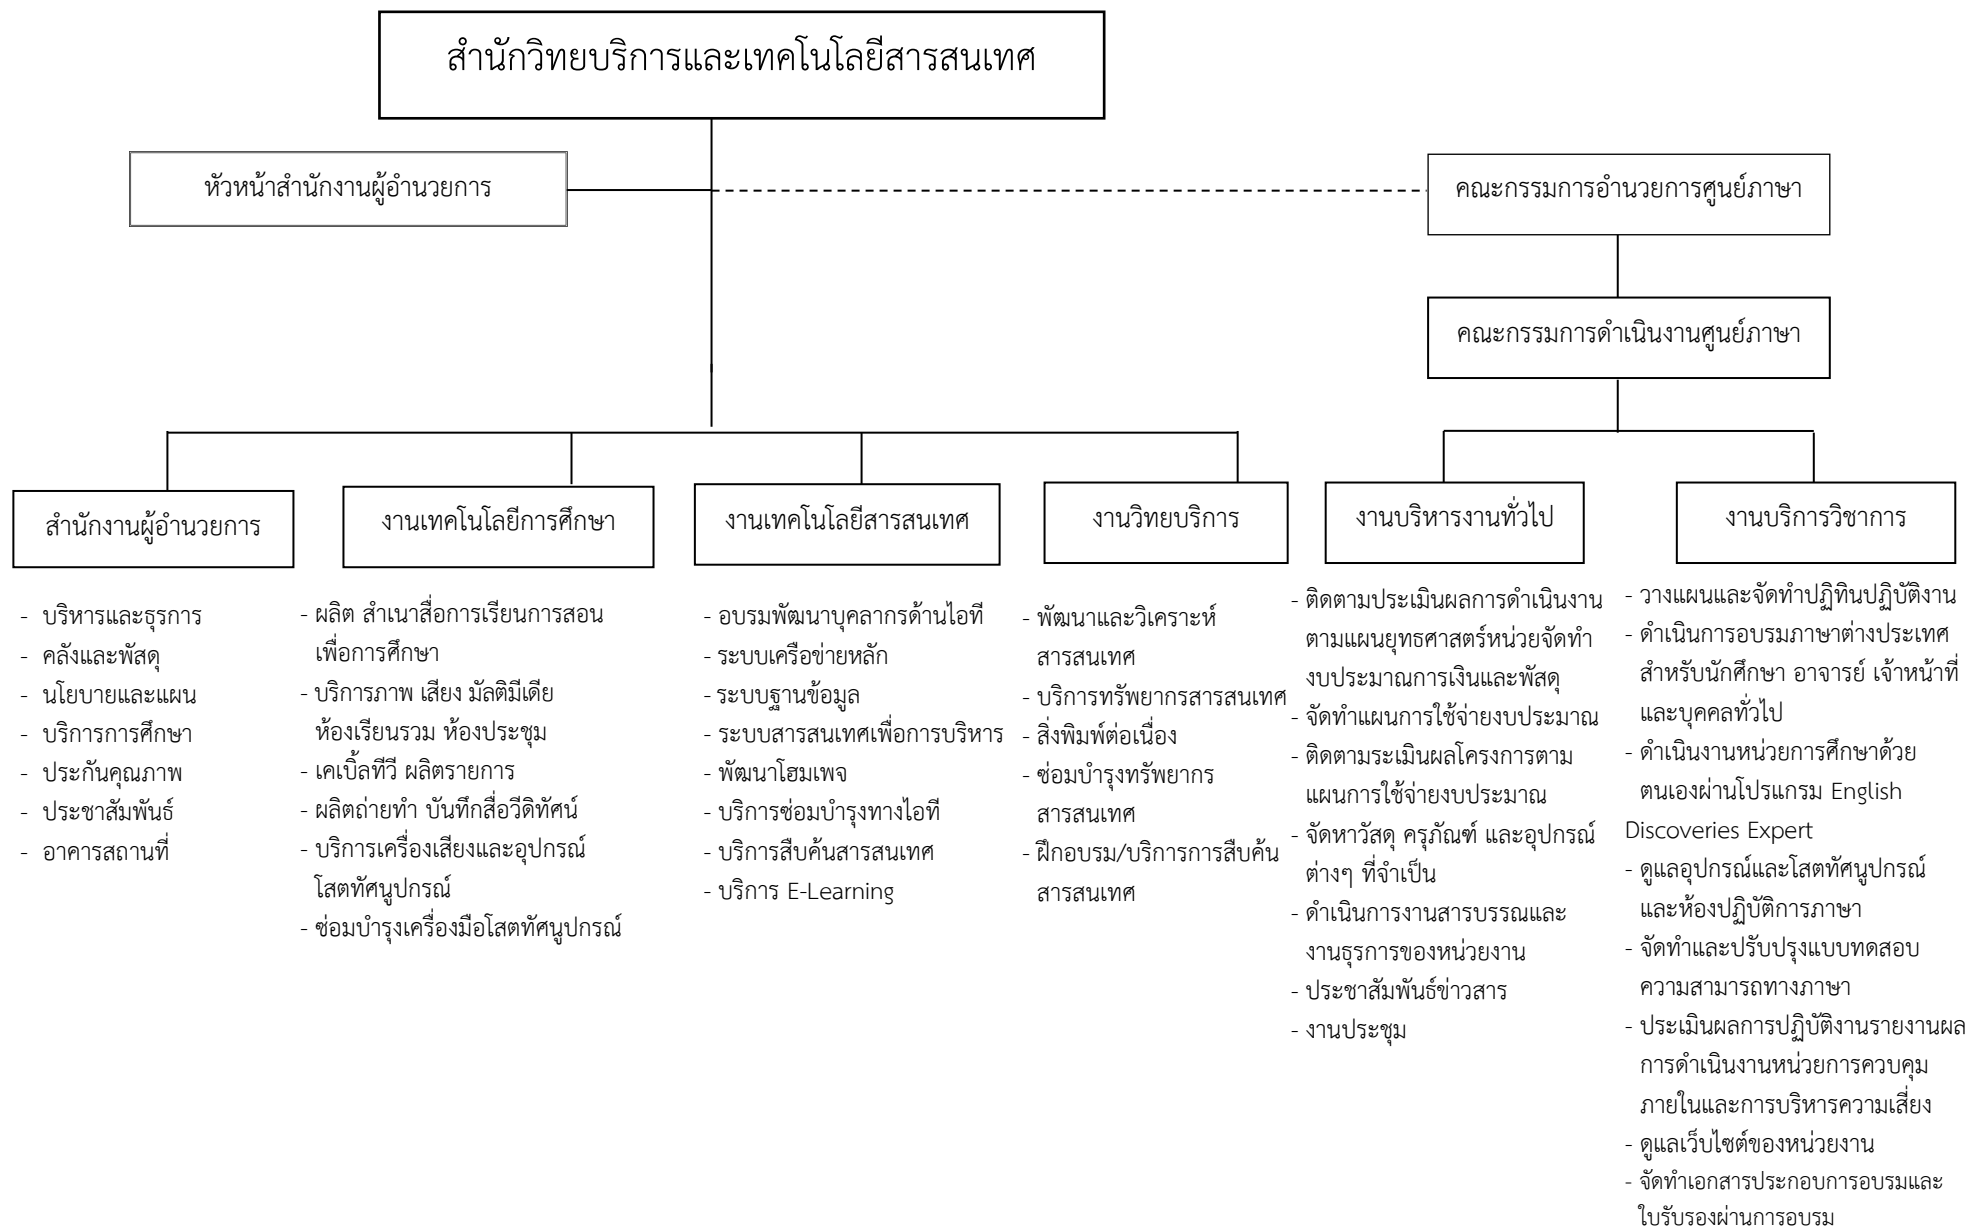 สำนักวิทยบริการและเทคโนโลยีสารสนเทศ
หัวหน้าสำนักงานผู้อำนวยการ
คณะกรรมการอำนวยการศูนย์ภาษา
คณะกรรมการดำเนินงานศูนย์ภาษา
สำนักงานผู้อำนวยการ
- บริหารและธุรการ
- คลังและพัสดุ
- นโยบายและแผน
- บริการการศึกษา
- ประกันคุณภาพ
- ประชาสัมพันธ์
- อาคารสถานที่
งานเทคโนโลยีการศึกษา
- ผลิต สำเนาสื่อการเรียนการสอน
เพื่อการศึกษา
- บริการภาพ เสียง มัลติมีเดีย
ห้องเรียนรวม ห้องประชุม
- เคเบิ้ลทีวี ผลิตรายการ
- ผลิตถ่ายทำ บันทึกสื่อวีดิทัศน์
- บริการเครื่องเสียงและอุปกรณ์
โสตทัศนูปกรณ์
- ซ่อมบำรุงเครื่องมือโสตทัศนูปกรณ์
งานเทคโนโลยีสารสนเทศ
- อบรมพัฒนาบุคลากรด้านไอที
- ระบบเครือข่ายหลัก
- ระบบฐานข้อมูล
- ระบบสารสนเทศเพื่อการบริหาร
- พัฒนาโฮมเพจ
- บริการซ่อมบำรุงทางไอที
- บริการสืบค้นสารสนเทศ
- บริการ E-Learning
งานวิทยบริการ
- พัฒนาและวิเคราะห์
สารสนเทศ
- บริการทรัพยากรสารสนเทศ
- สิ่งพิมพ์ต่อเนื่อง
- ซ่อมบำรุงทรัพยากร
สารสนเทศ
- ฝึกอบรม/บริการการสืบค้น
สารสนเทศ
งานบริหารงานทั่วไป
- ติดตามประเมินผลการดำเนินงาน
ตามแผนยุทธศาสตร์หน่วยจัดทำ
งบประมาณการเงินและพัสดุ
- จัดทำแผนการใช้จ่ายงบประมาณ
- ติดตามระเมินผลโครงการตาม
แผนการใช้จ่ายงบประมาณ
- จัดหาวัสดุ ครุภัณฑ์ และอุปกรณ์
ต่างๆ ที่จำเป็น
- ดำเนินการงานสารบรรณและ
งานธุรการของหน่วยงาน
- ประชาสัมพันธ์ข่าวสาร
- งานประชุม
งานบริการวิชาการ
- วางแผนและจัดทำปฏิทินปฏิบัติงาน
- ดำเนินการอบรมภาษาต่างประเทศ
สำหรับนักศึกษา อาจารย์ เจ้าหน้าที่
และบุคคลทั่วไป
- ดำเนินงานหน่วยการศึกษาด้วย
ตนเองผ่านโปรแกรม English
Discoveries Expert
- ดูแลอุปกรณ์และโสตทัศนูปกรณ์
และห้องปฏิบัติการภาษา
- จัดทำและปรับปรุงแบบทดสอบ
ความสามารถทางภาษา
- ประเมินผลการปฏิบัติงานรายงานผล
การดำเนินงานหน่วยการควบคุม
ภายในและการบริหารความเสี่ยง
- ดูแลเว็บไซต์ของหน่วยงาน
- จัดทำเอกสารประกอบการอบรมและ
ใบรับรองผ่านการอบรม